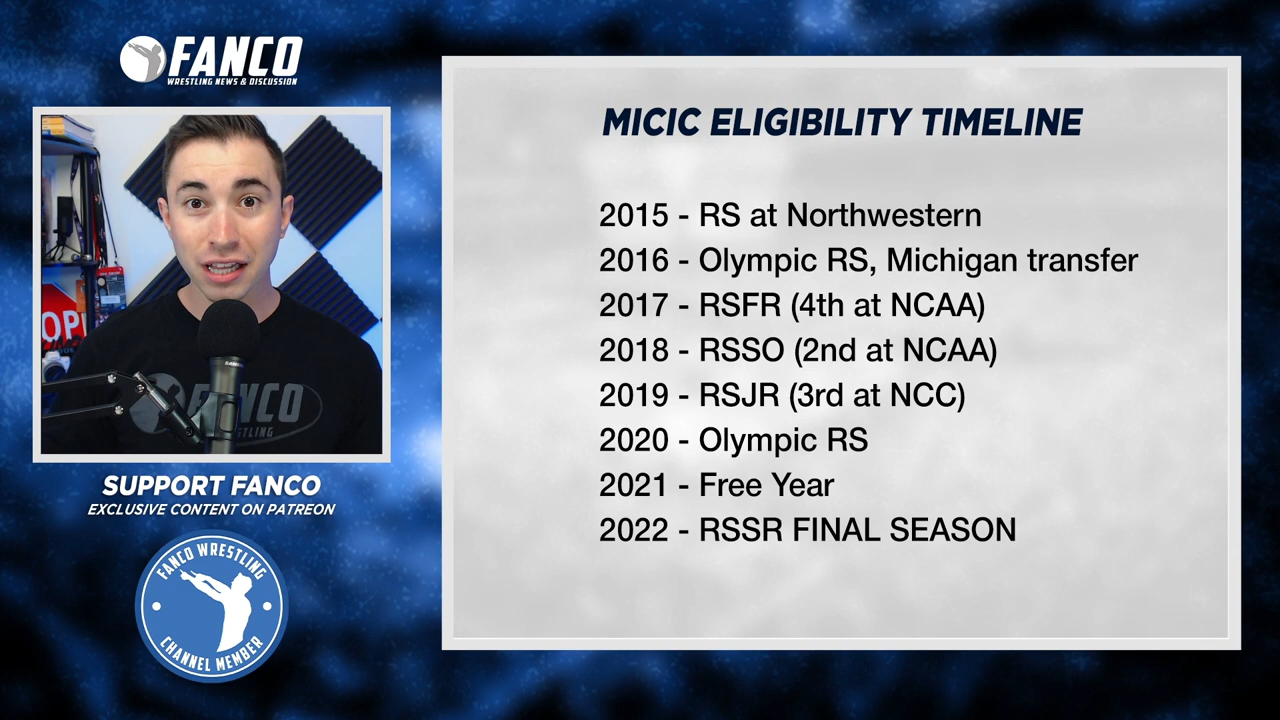 FANCO
WRESTLING NEWS & DISCUSSION
MICIC ELIGIBILITY TIMELINE
2015 - RS at Northwestern
2016 - Olympic RS, Michigan transfer
2017 - RSFR (4th at NCAA)
2018 - RSSO (2nd at NCAA)
2019 - RSJR (3rd at NCC)
2020 - Olympic RS
2021 - Free Year
2022 - RSSR FINAL SEASON
OPI
FANCO
SUPPORT FANCO
EXCLUSIVE CONTENT ON PATREON
FANCO WRESTLING
CHANNEL MEMBER